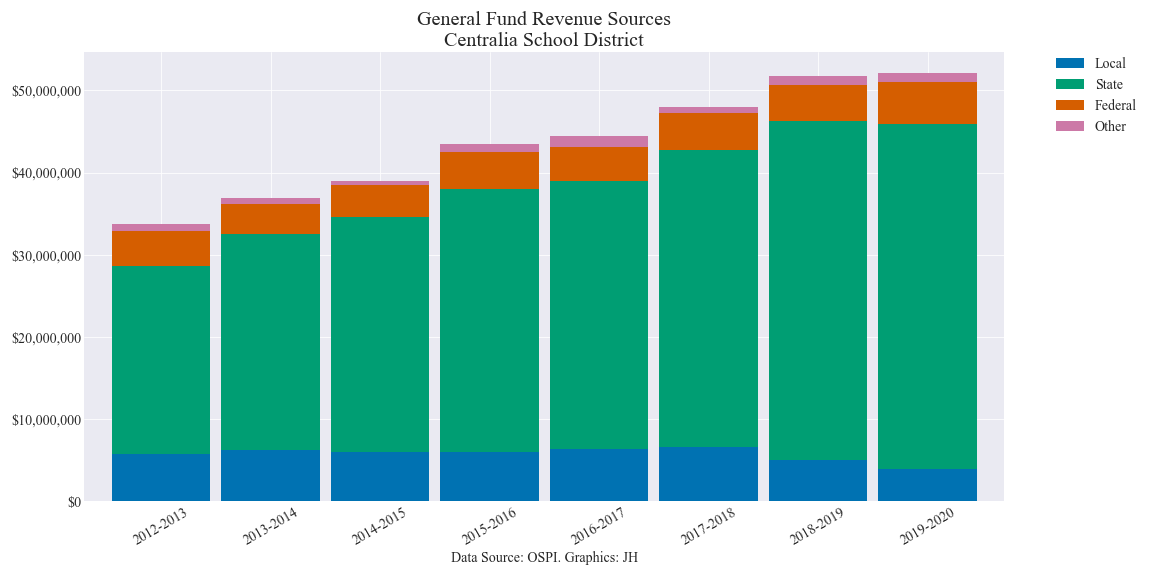 General Fund Revenue Sources
Centralia School District
Local
State
Federal
Other
$50,000,000
$40,000,000
$30,000,000
$20,000,000
$10,000,000
$0
2012-2013
2013-2014
2014-2015
2015-2016
2016-2017
2017-2018
2018-2019
2019-2020
Data Source: OSPI. Graphics: JH